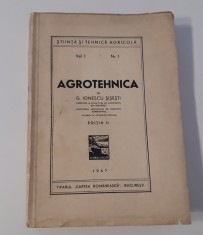 ȘTIINȚA ȘI TEHNICA AGRICOLĂ
Vol. I Nr. 1
AGROTEHNICA
DE
G. IONESCU ȘIȘEȘTI
EDIȚIA II
1947
TIPARUL „CARTEA ROMÂNEASCĂ", BUCUREȘTI